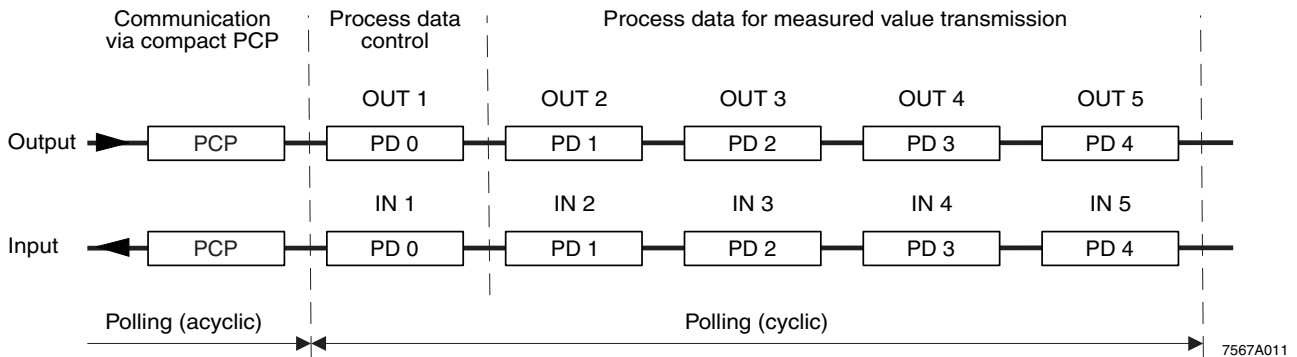 Communication
via compact PCP
Process data
control
Process data for measured value transmission
OUT 1 OUT 2 OUT 3 OUT 4 OUT 5
Output PCP PD 0 PD 1 PD 2 PD 3 PD 4
IN 1 IN 2 IN 3 IN 4 IN 5
Input PCP PD 0 PD 1 PD 2 PD 3 PD 4
Polling (acyclic) Polling (cyclic)
7567A011